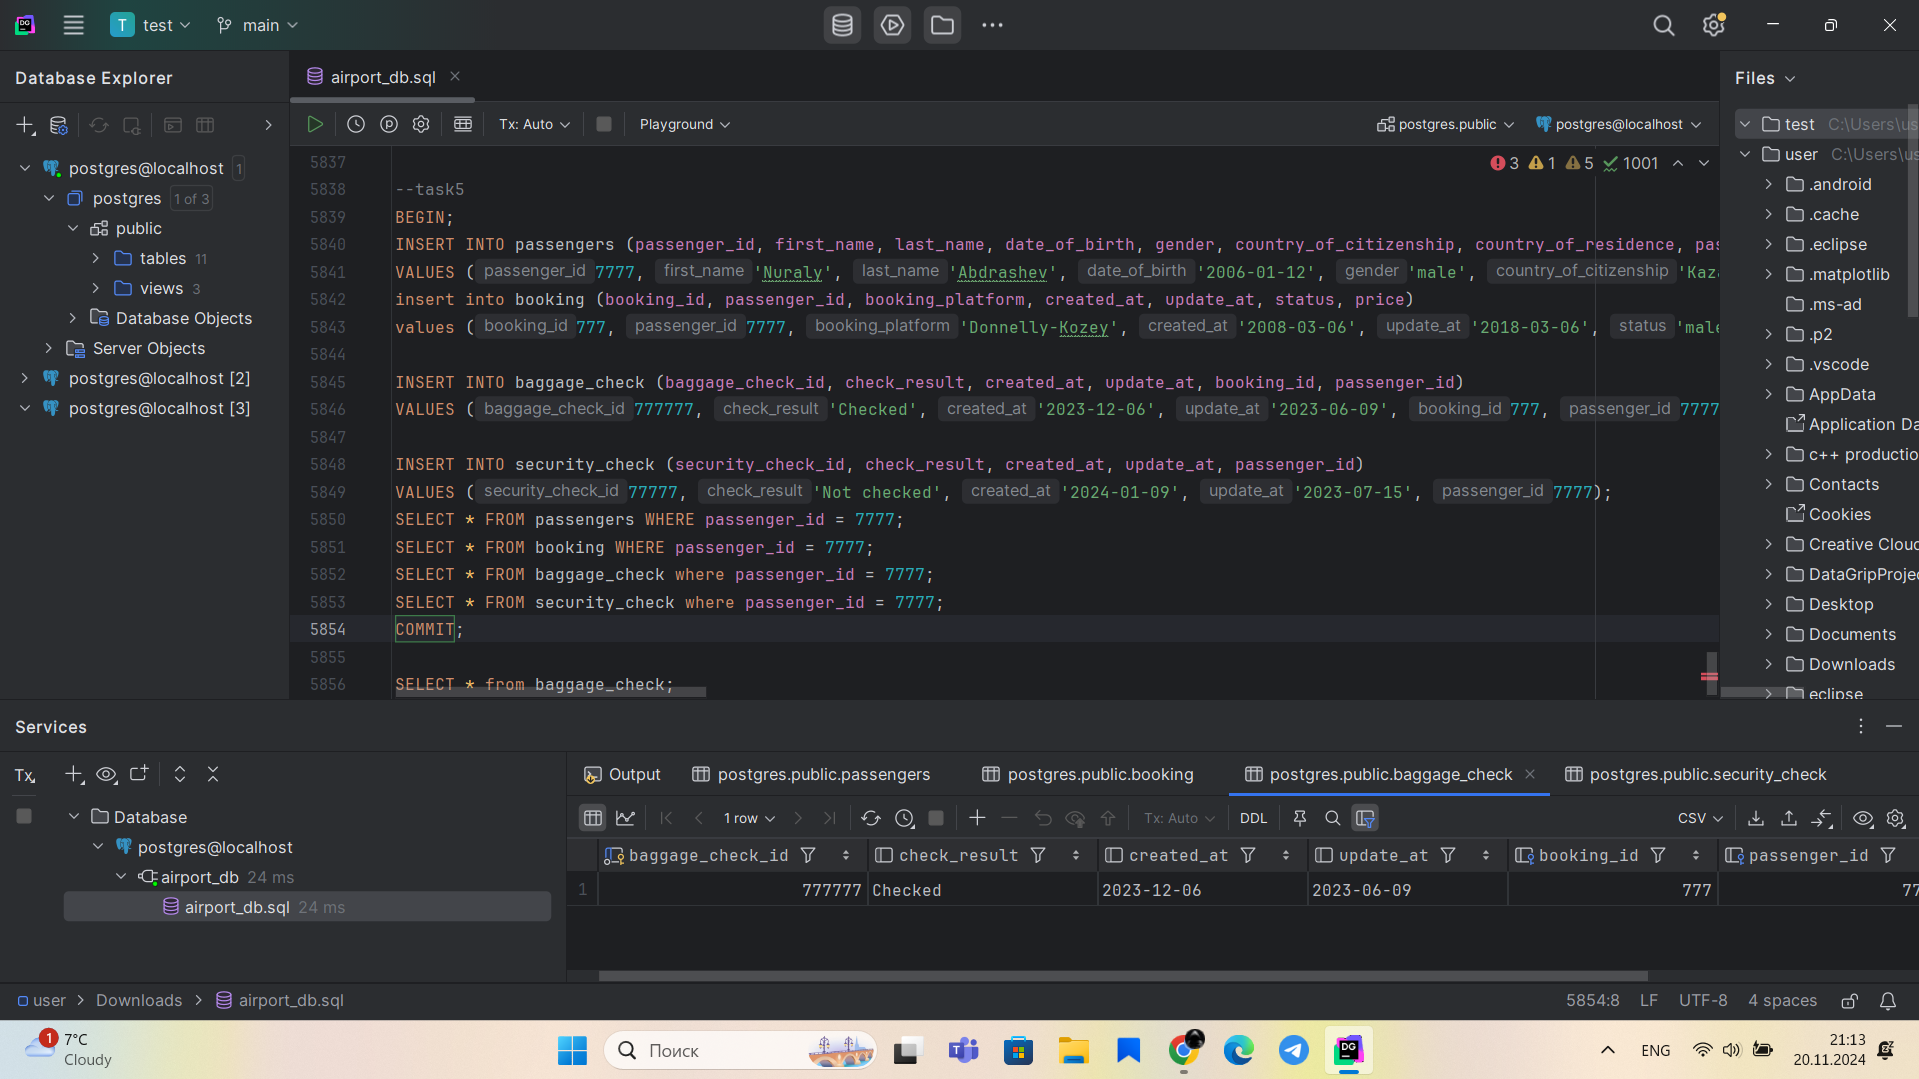 T test main
Database Explorer
airport_db.sql
Files
Tx: Auto Playground postgres.public postgres@localhost
postgres@localhost 1
postgres 1 of 3
public
tables 11
views 3
Database Objects
Server Objects
postgres@localhost [2]
postgres@localhost [3]
3 1 5 1001
5837
5838 --task5
5839 BEGIN;
5840 INSERT INTO passengers (passenger_id, first_name, last_name, date_of_birth, gender, country_of_citizenship, country_of_residence, pas
5841 VALUES ( passenger_id 7777, first_name 'Nuraly', last_name 'Abdrashev', date_of_birth '2006-01-12', gender 'male', country_of_citizenship 'Kaza
5842 insert into booking (booking_id, passenger_id, booking_platform, created_at, update_at, status, price)
5843 values ( booking_id 777, passenger_id 7777, booking_platform 'Donnelly-Kozey', created_at '2008-03-06', update_at '2018-03-06', status 'male
5844
5845 INSERT INTO baggage_check (baggage_check_id, check_result, created_at, update_at, booking_id, passenger_id)
5846 VALUES ( baggage_check_id 777777, check_result 'Checked', created_at '2023-12-06', update_at '2023-06-09', booking_id 777, passenger_id 7777
5847
5848 INSERT INTO security_check (security_check_id, check_result, created_at, update_at, passenger_id)
5849 VALUES ( security_check_id 77777, check_result 'Not checked', created_at '2024-01-09', update_at '2023-07-15', passenger_id 7777);
5850 SELECT * FROM passengers WHERE passenger_id = 7777;
5851 SELECT * FROM booking WHERE passenger_id = 7777;
5852 SELECT * FROM baggage_check where passenger_id = 7777;
5853 SELECT * FROM security_check where passenger_id = 7777;
5854 COMMIT;
5855
5856 SELECT * from baggage_check;
test C:\Users\us
user C:\Users\us
.android
.cache
.eclipse
.matplotlib
.ms-ad
.p2
.vscode
AppData
Application Da
c++ productio
Contacts
Cookies
Creative Cloud
DataGripProjec
Desktop
Documents
Downloads
eclipse
Services
Tx
Database
postgres@localhost
airport_db 24 ms
airport_db.sql 24 ms
Output postgres.public.passengers postgres.public.booking postgres.public.baggage_check postgres.public.security_check
1 row Tx: Auto DDL CSV
baggage_check_id check_result created_at update_at booking_id passenger_id
1 777777 Checked 2023-12-06 2023-06-09 777 77
user Downloads airport_db.sql
5854:8 LF UTF-8 4 spaces
1
7°C
Cloudy
Поиск
DG
ENG
21:13
20.11.2024